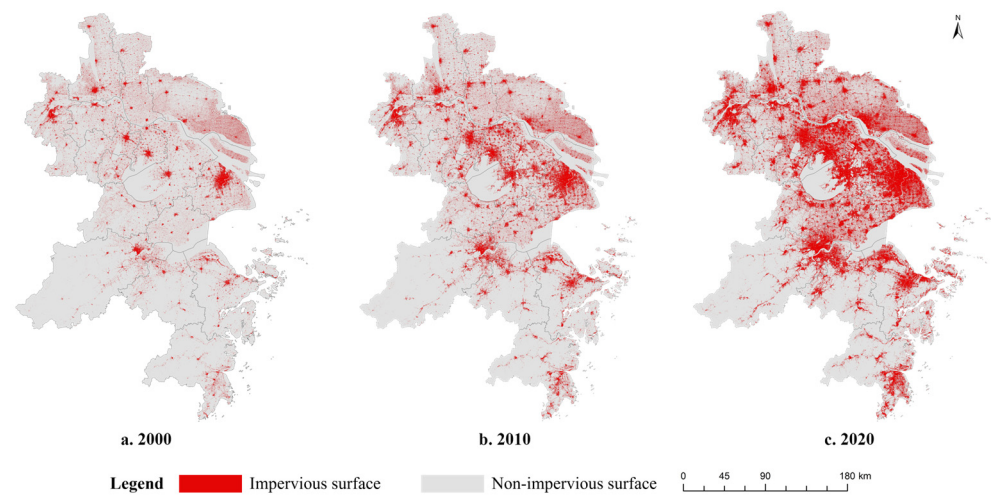 N
a. 2000
b. 2010
c. 2020
Legend
Impervious surface
Non-impervious surface
0 45 90 180 km